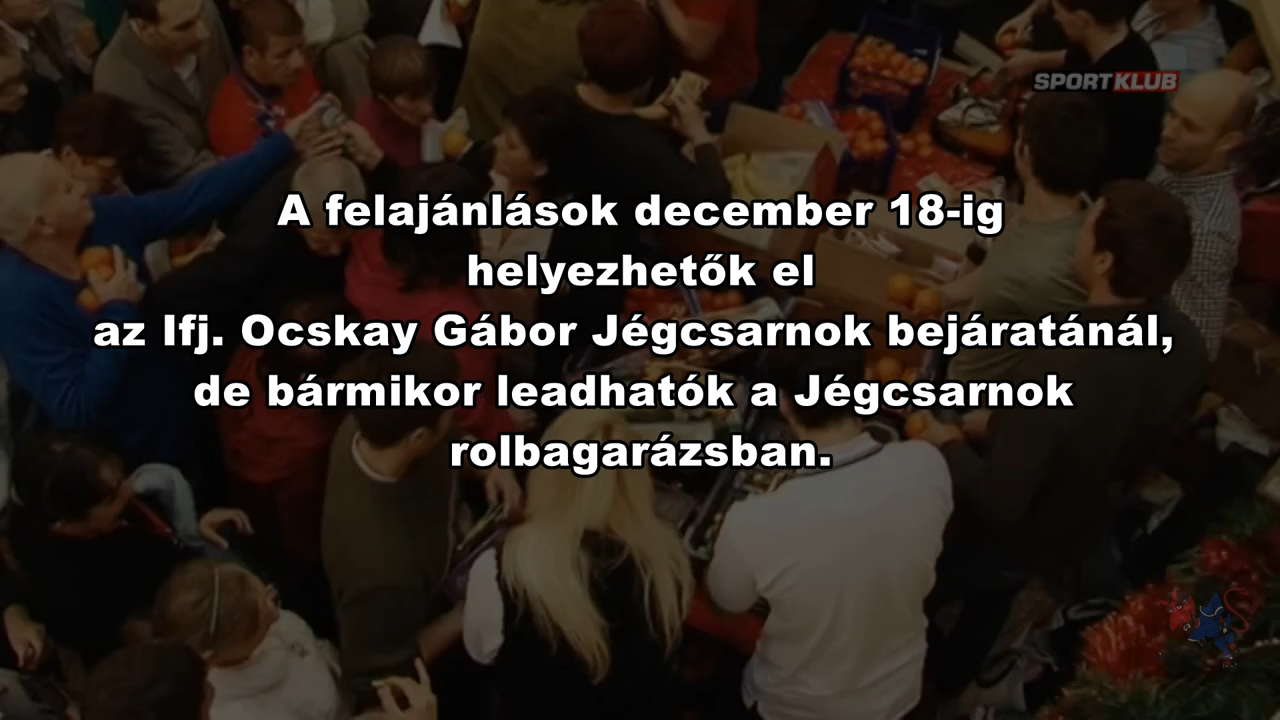 SPORTKLUB
A felajánlások december 18-ig
helyezhetők el
az Ifj. Ocskay Gábor Jégcsarnok bejáratánál,
de bármikor leadhatók a Jégcsarnok
rolbagarázsban.